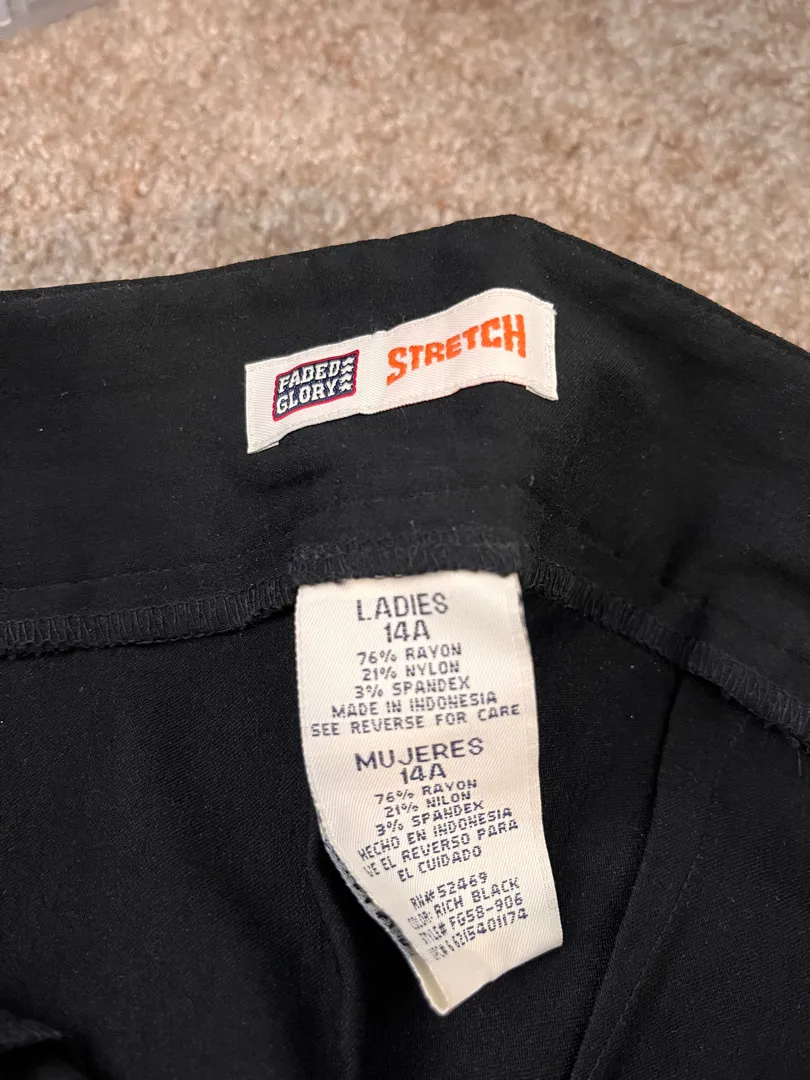 FADED
GLORY
STRETCH
LADIES
14A
76% RAYON
21% NYLON
3% SPANDEX
MADE IN INDONESIA
SEE REVERSE FOR CARE
MUJERES
14A
76% RAYON
21% NILON
3% SPANDEX
HECHO EN INDONESIA
VE EL REVERSO PARA
EL CUIDADO
RN# 52469
COLOR: RICH BLACK
STYLE# FG58-906